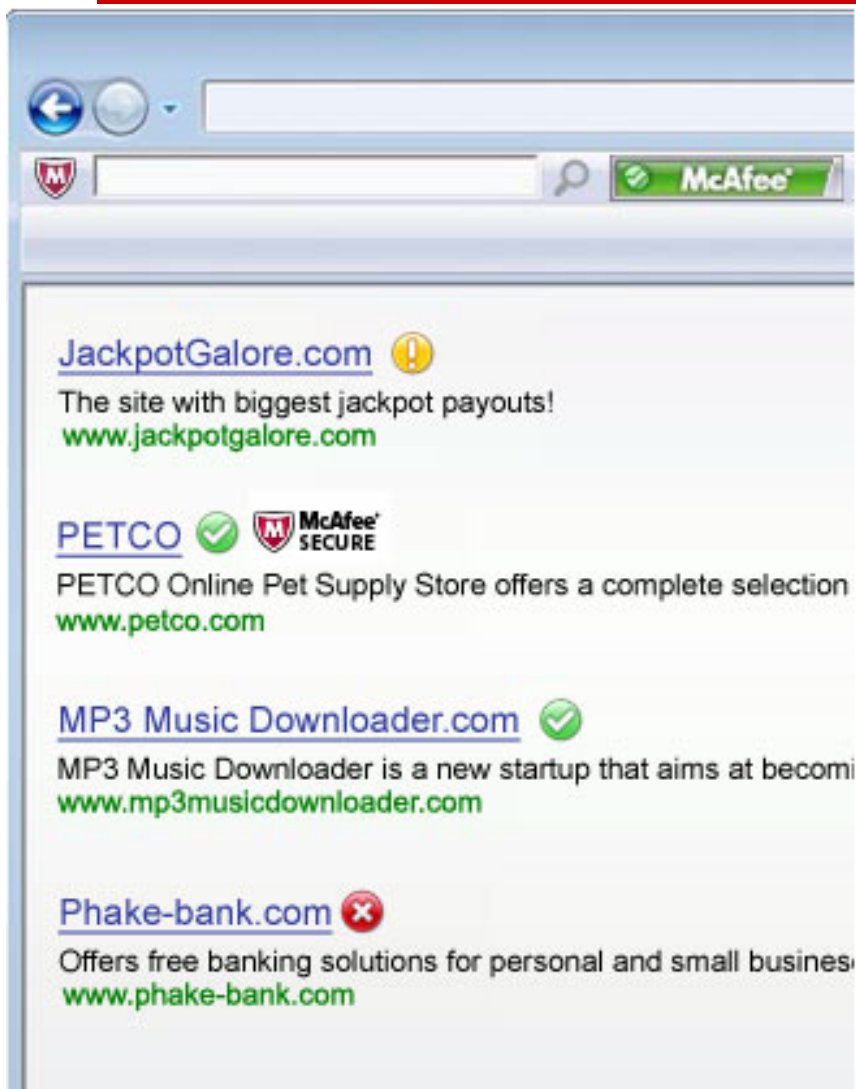 M
McAfee®
JackpotGalore.com
The site with biggest jackpot payouts!
www.jackpotgalore.com
PETCO M McAfee® SECURE
PETCO Online Pet Supply Store offers a complete selection
www.petco.com
MP3 Music Downloader.com
MP3 Music Downloader is a new startup that aims at becomi
www.mp3musicdownloader.com
Phake-bank.com
Offers free banking solutions for personal and small busines
www.phake-bank.com